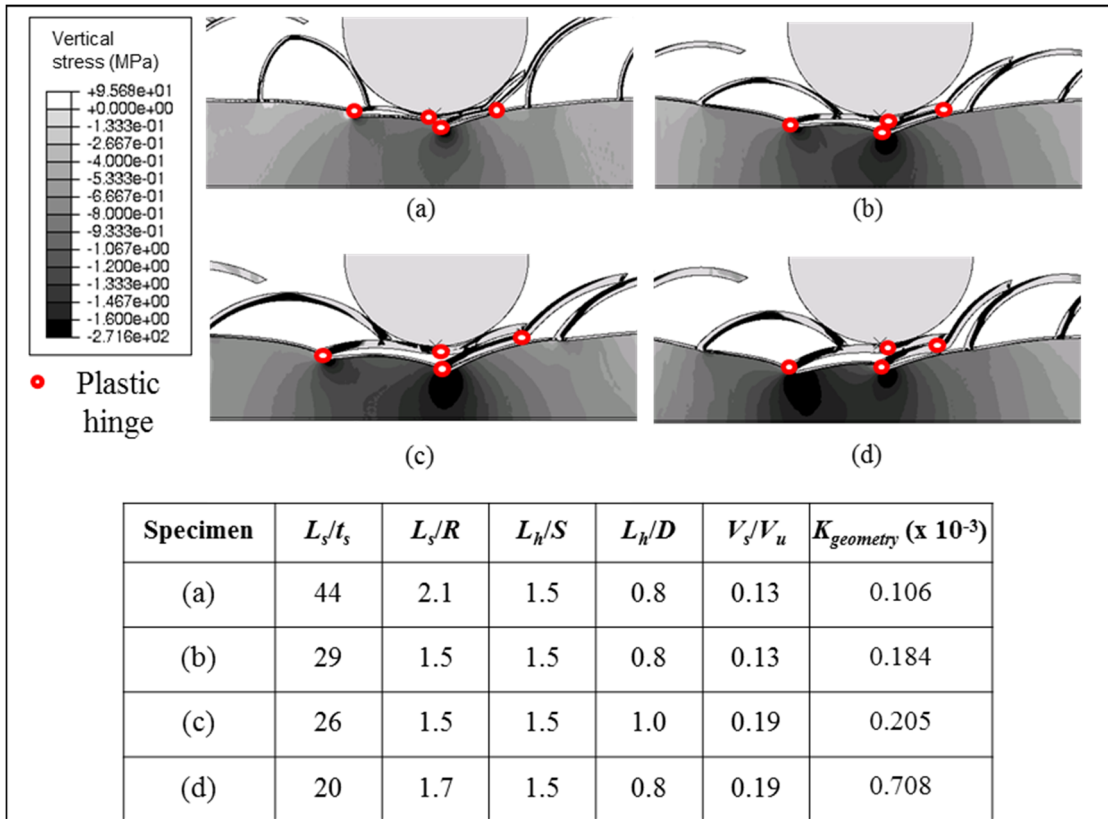 Vertical
stress (MPa)
+9.568e+01
+0.000e+00
-1.333e-01
-2.667e-01
-4.000e-01
-5.333e-01
-6.667e-01
-8.000e-01
-9.333e-01
-1.067e+00
-1.200e+00
-1.333e+00
-1.467e+00
-1.600e+00
-2.716e+02
Plastic
hinge
(a)
(b)
(c)
(d)
Specimen Ls/ts Ls/R Lh/S Lh/D Vs/Vu Kgeometry (x 10-3)
(a) 44 2.1 1.5 0.8 0.13 0.106
(b) 29 1.5 1.5 0.8 0.13 0.184
(c) 26 1.5 1.5 1.0 0.19 0.205
(d) 20 1.7 1.5 0.8 0.19 0.708